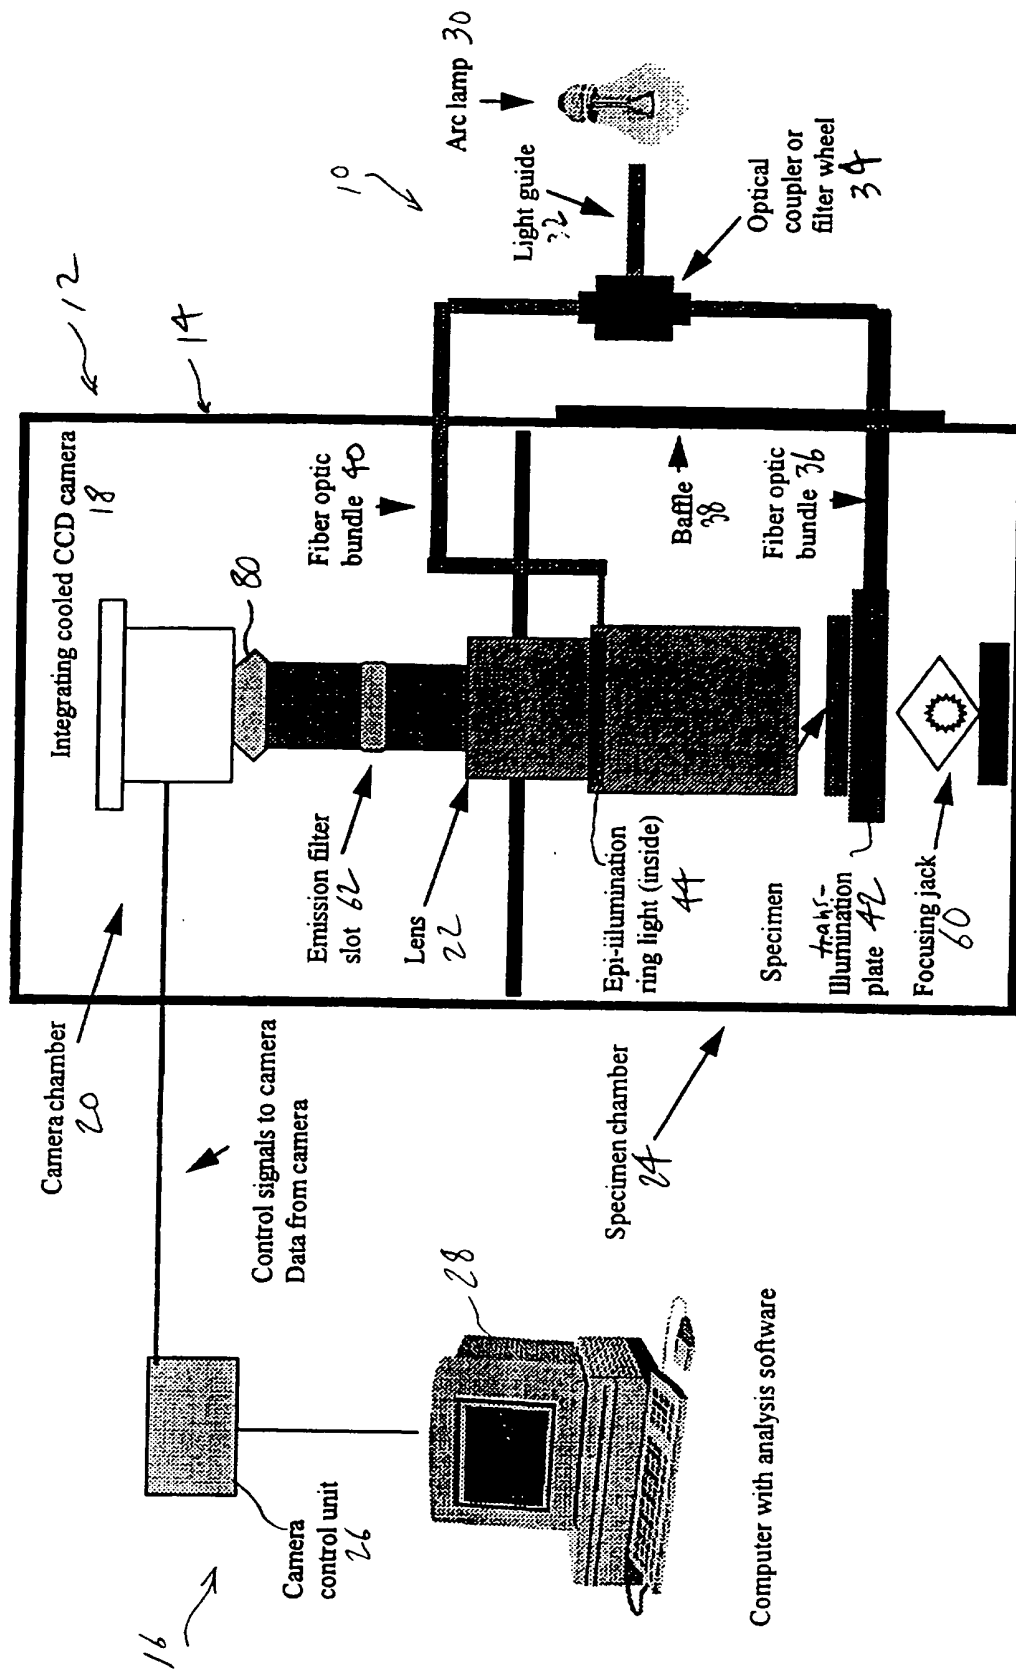 Integrating cooled CCD camera
18
12
14
Camera chamber
20
80
10
Arc lamp 30
Light guide
32
Fiber optic
bundle 40
Emission filter
slot 62
Lens
22
Control signals to camera
Data from camera
Camera
control unit
26
16
28
Optical
coupler or
filter wheel
34
Baffle
38
Epi-illumination
ring light (inside)
44
Specimen chamber
24
Fiber optic
bundle 36
Specimen
trans-
Illumination
plate 42
Focusing jack
60
Computer with analysis software